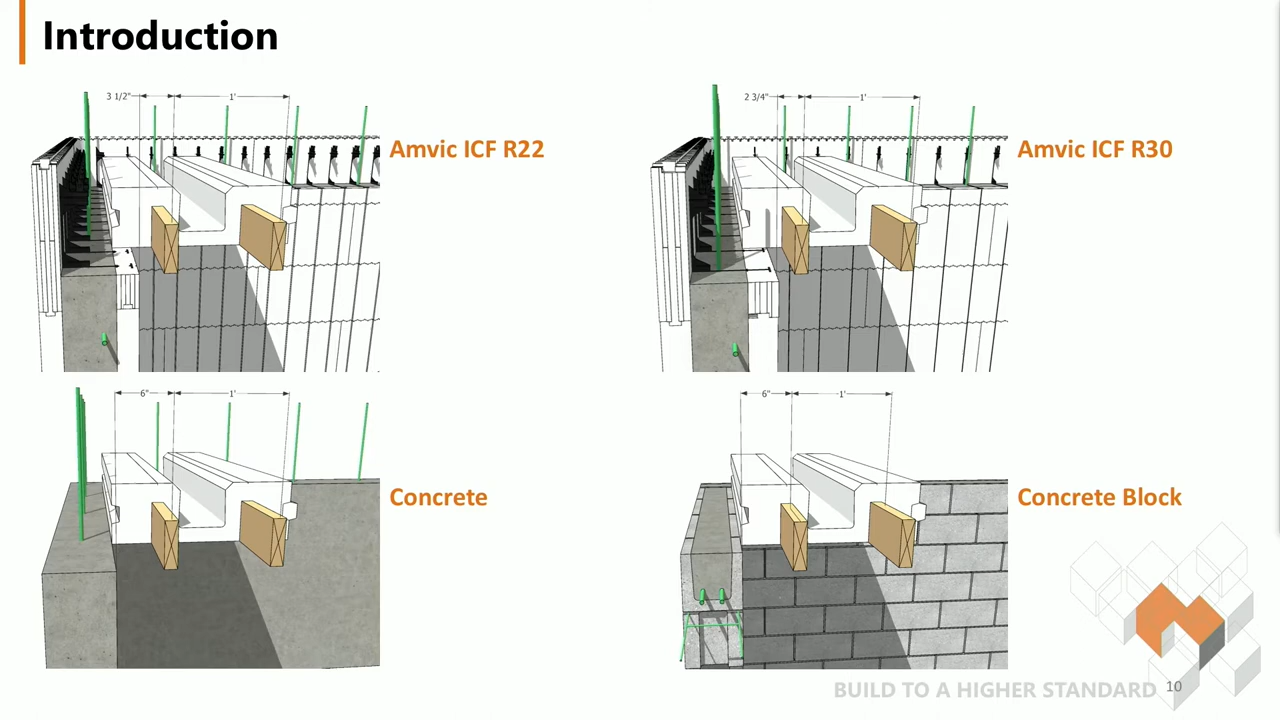 Introduction
3 1/2"
1'
Amvic ICF R22
2 3/4"
1'
Amvic ICF R30
6"
1'
Concrete
6"
1'
Concrete Block
BUILD TO A HIGHER STANDARD
10